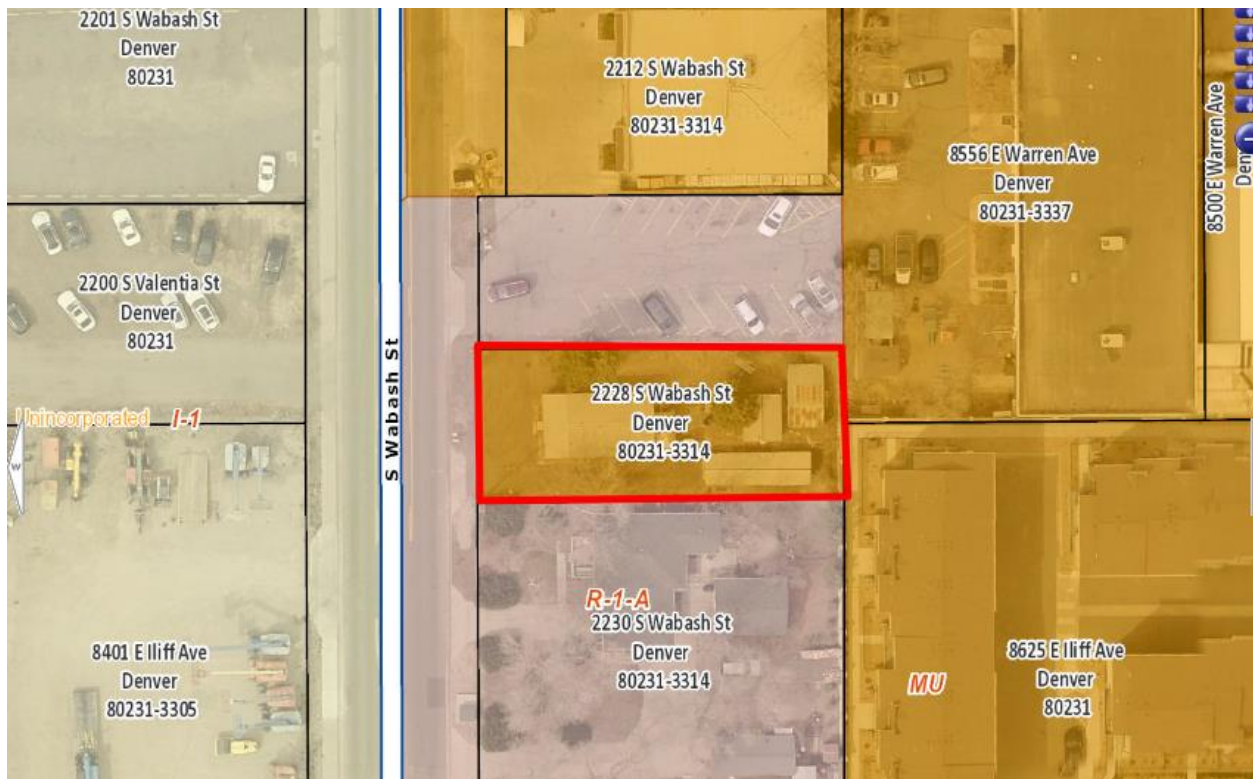 2201 S Wabash St
Denver
80231
2212 S Wabash St
Denver
80231-3314
8556 E Warren Ave
Denver
80231-3337
8500 E Warren Ave
Den
2200 S Valentia St
Denver
80231
S Wabash St
2228 S Wabash St
Denver
80231-3314
Unincorporated
I-1
W
R-1-A
2230 S Wabash St
Denver
80231-3314
8401 E Iliff Ave
Denver
80231-3305
MU
8625 E Iliff Ave
Denver
80231